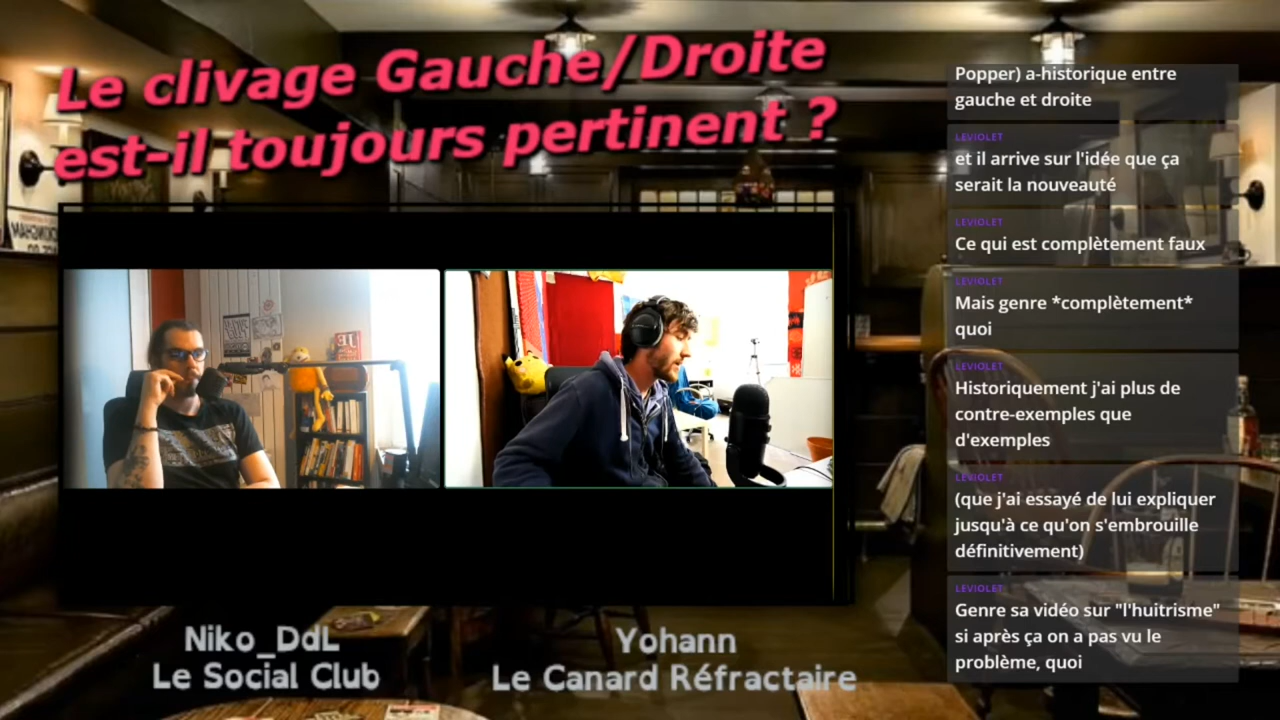 Le clivage Gauche/Droite
est-il toujours pertinent ?
Niko_DdL
Le Social Club
Yohann
Le Canard Réfractaire
Popper) a-historique entre
gauche et droite
LEVIOLET
et il arrive sur l'idée que ça
serait la nouveauté
LEVIOLET
Ce qui est complètement faux
LEVIOLET
Mais genre *complètement*
quoi
LEVIOLET
Historiquement j'ai plus de
contre-exemples que
d'exemples
LEVIOLET
(que j'ai essayé de lui expliquer
jusqu'à ce qu'on s'embrouille
définitivement)
LEVIOLET
Genre sa vidéo sur "l'huitrisme"
si après ça on a pas vu le
problème, quoi